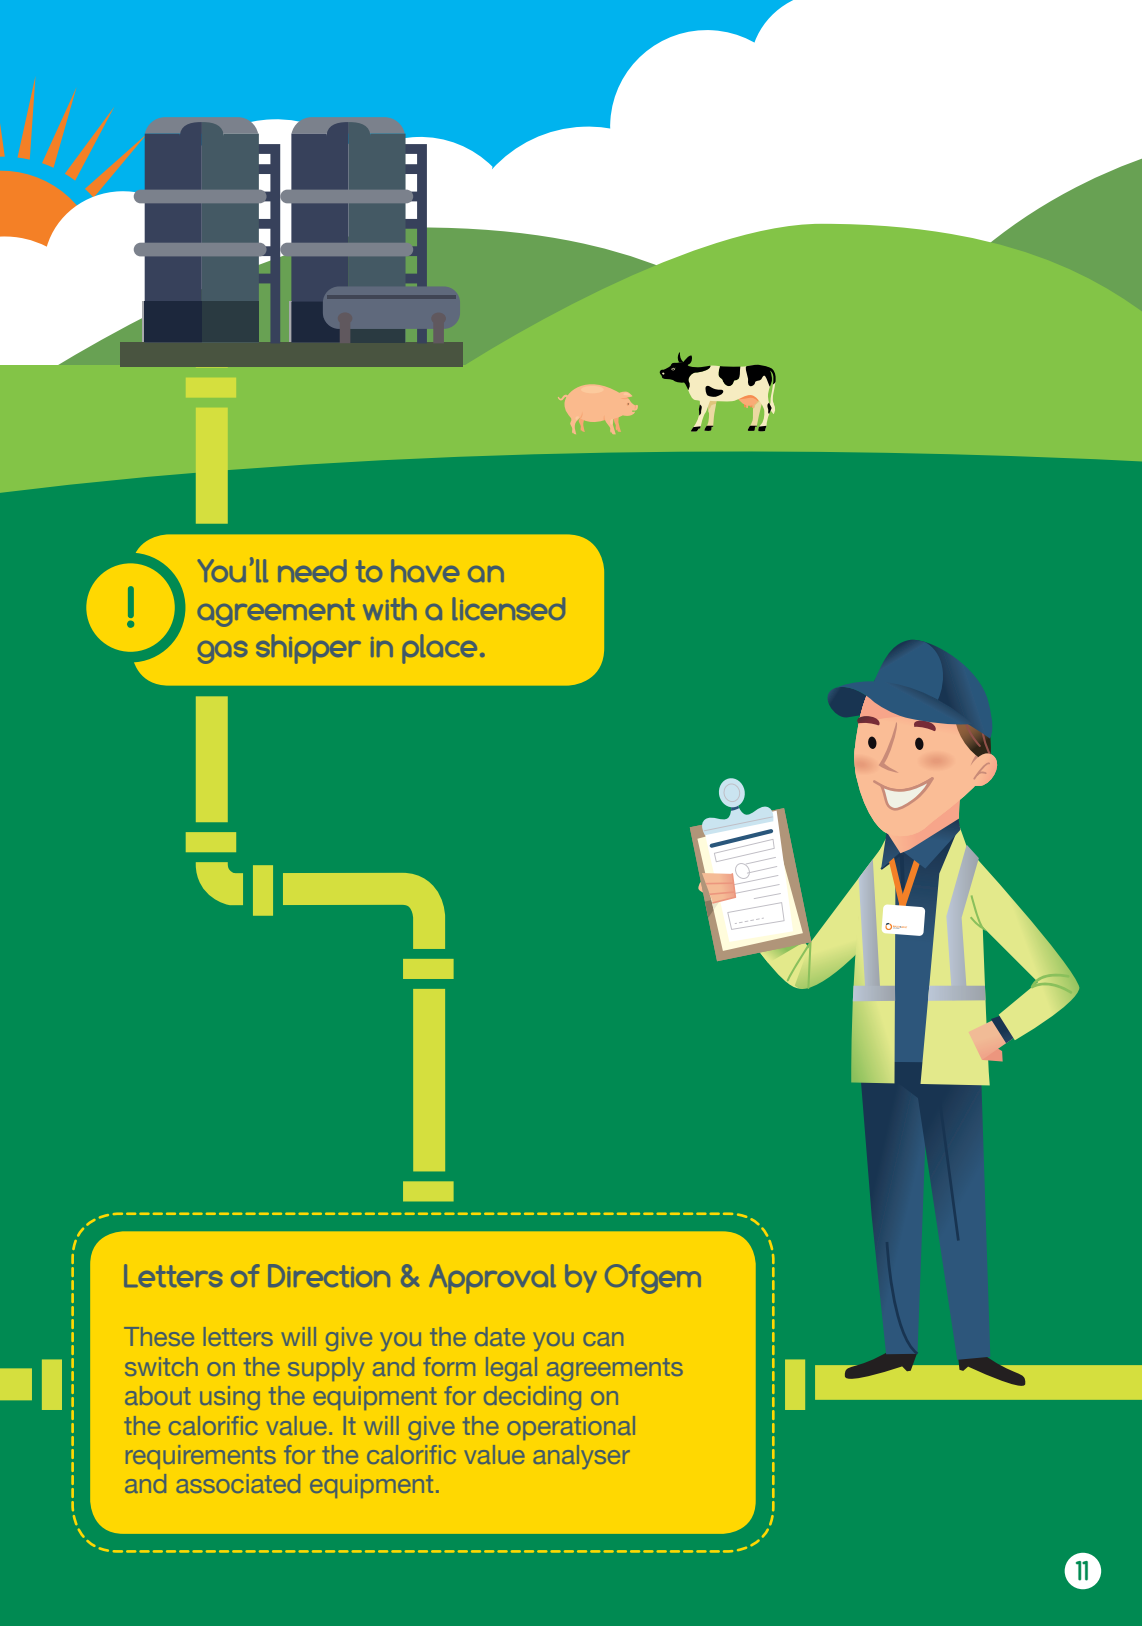 You'll need to have an
agreement with a licensed
gas shipper in place.
!
Letters of Direction & Approval by Ofgem
These letters will give you the date you can
switch on the supply and form legal agreements
about using the equipment for deciding on
the calorific value. It will give the operational
requirements for the calorific value analyser
and associated equipment.
11